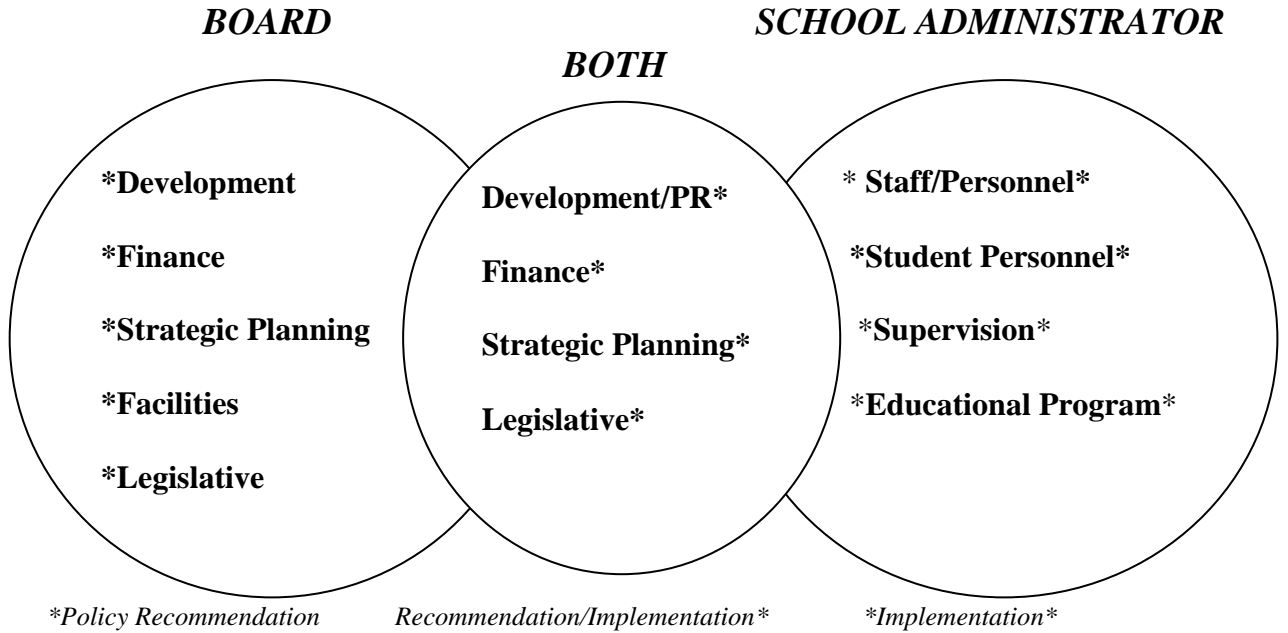 BOARD
SCHOOL ADMINISTRATOR
BOTH
*Development
*Finance
*Strategic Planning
*Facilities
*Legislative
Development/PR*
Finance*
Strategic Planning*
Legislative*
* Staff/Personnel*
*Student Personnel*
*Supervision*
*Educational Program*
*Policy Recommendation
Recommendation/Implementation*
*Implementation*